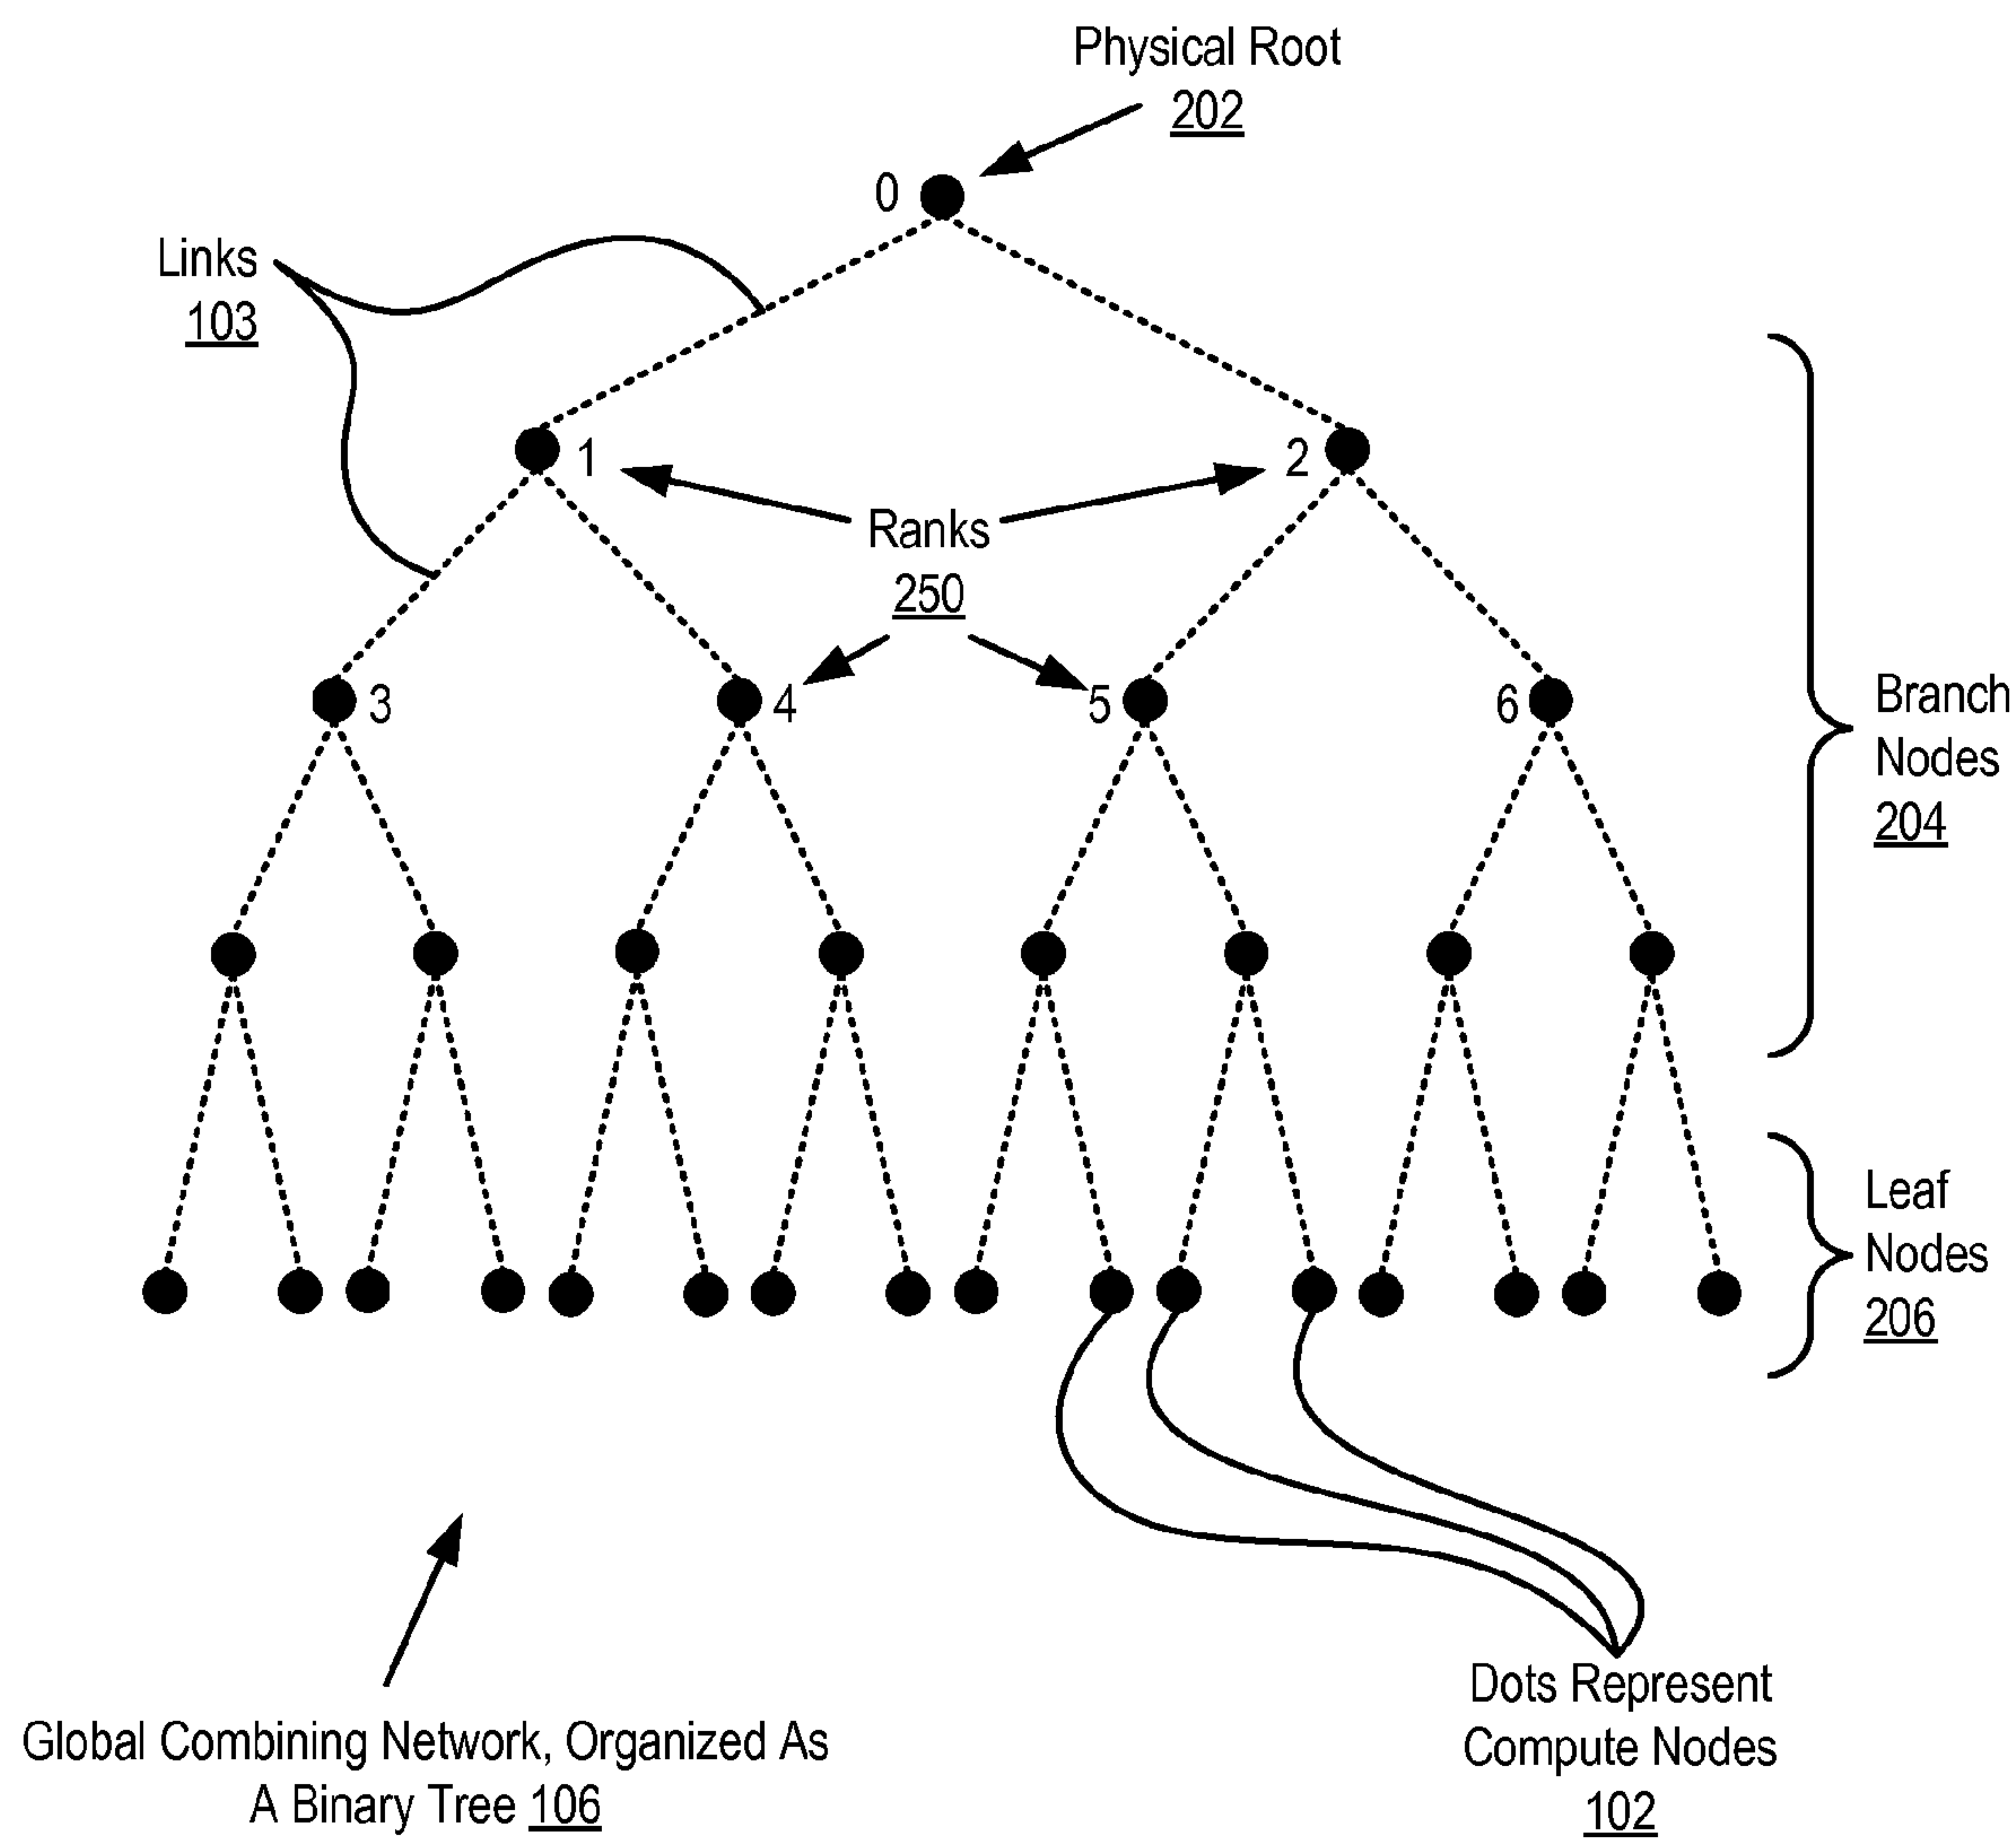 Physical Root
202
0
Links
103
1
2
Ranks
250
3
4
5
6
Branch
Nodes
204
Leaf
Nodes
206
Global Combining Network, Organized As
A Binary Tree 106
Dots Represent
Compute Nodes
102